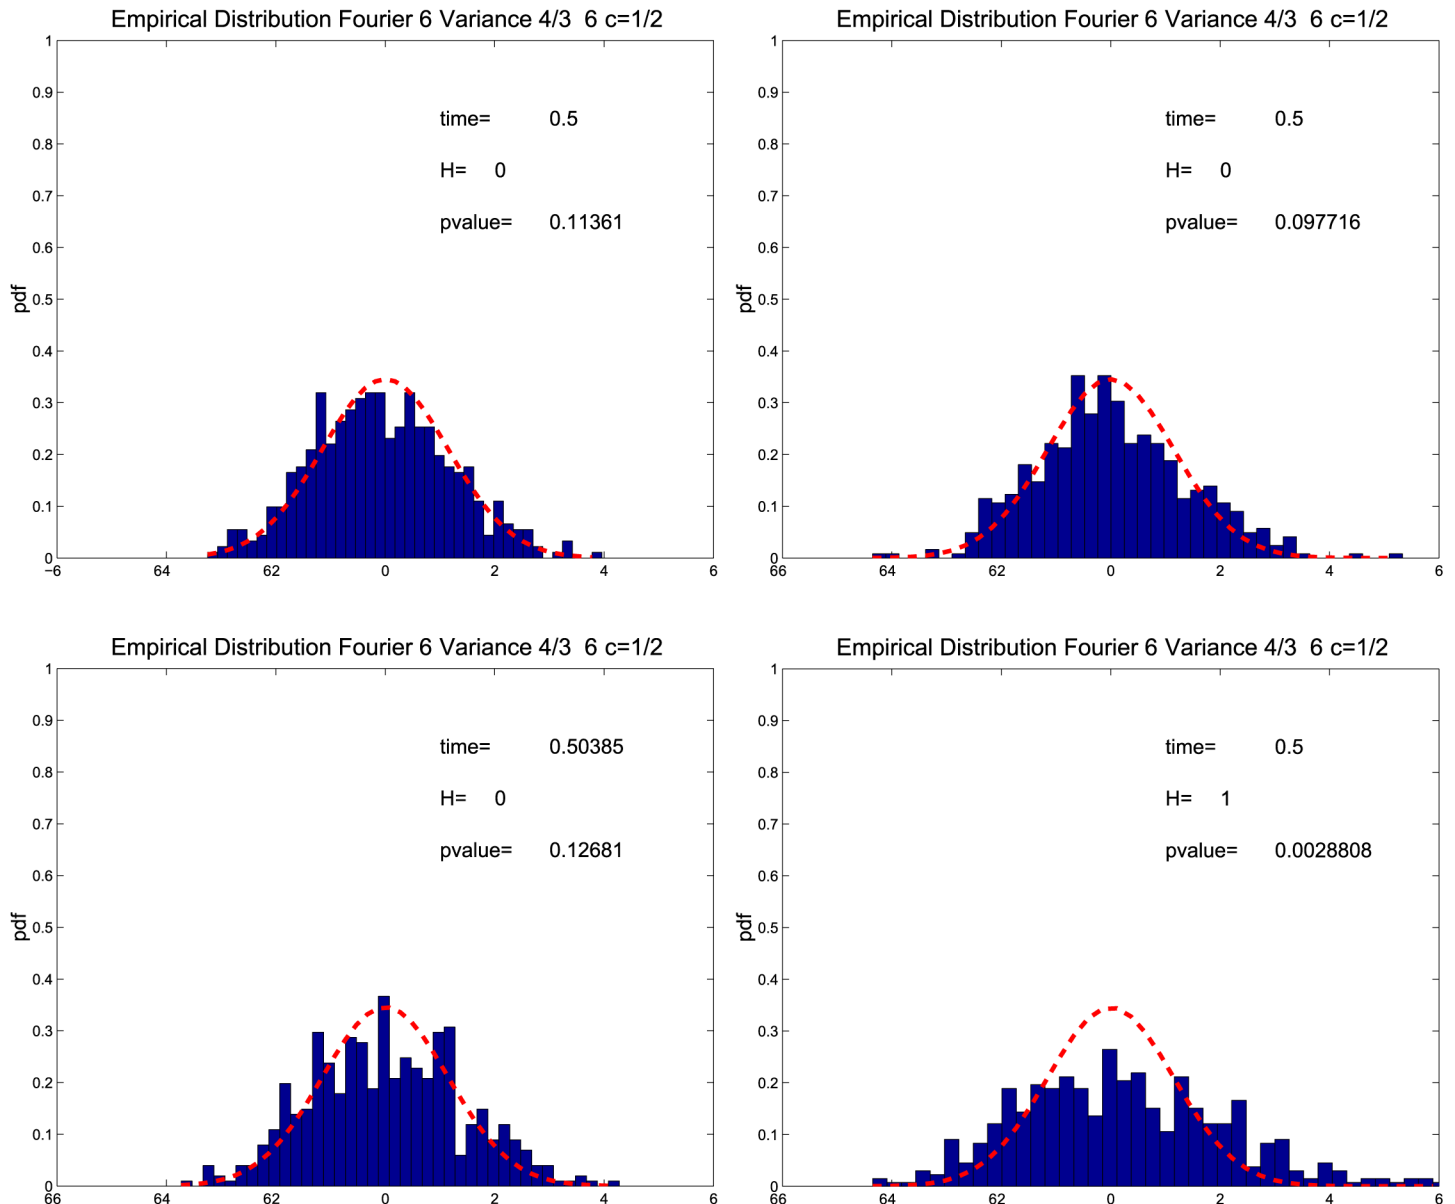 Empirical Distribution Fourier 6 Variance 4/3 6 c=1/2
1
0.9
time= 0.5
0.8
H= 0
0.7
pvalue= 0.11361
0.6
0.5
pdf
0.4
0.3
0.2
0.1
0
−6 64 62 0 2 4 6
Empirical Distribution Fourier 6 Variance 4/3 6 c=1/2
1
0.9
time= 0.5
0.8
H= 0
0.7
pvalue= 0.097716
0.6
0.5
pdf
0.4
0.3
0.2
0.1
0
66 64 62 0 2 4 6
Empirical Distribution Fourier 6 Variance 4/3 6 c=1/2
1
0.9
time= 0.50385
0.8
H= 0
0.7
pvalue= 0.12681
0.6
0.5
pdf
0.4
0.3
0.2
0.1
0
66 64 62 0 2 4 6
Empirical Distribution Fourier 6 Variance 4/3 6 c=1/2
1
0.9
time= 0.5
0.8
H= 1
0.7
pvalue= 0.0028808
0.6
0.5
pdf
0.4
0.3
0.2
0.1
0
66 64 62 0 2 4 6